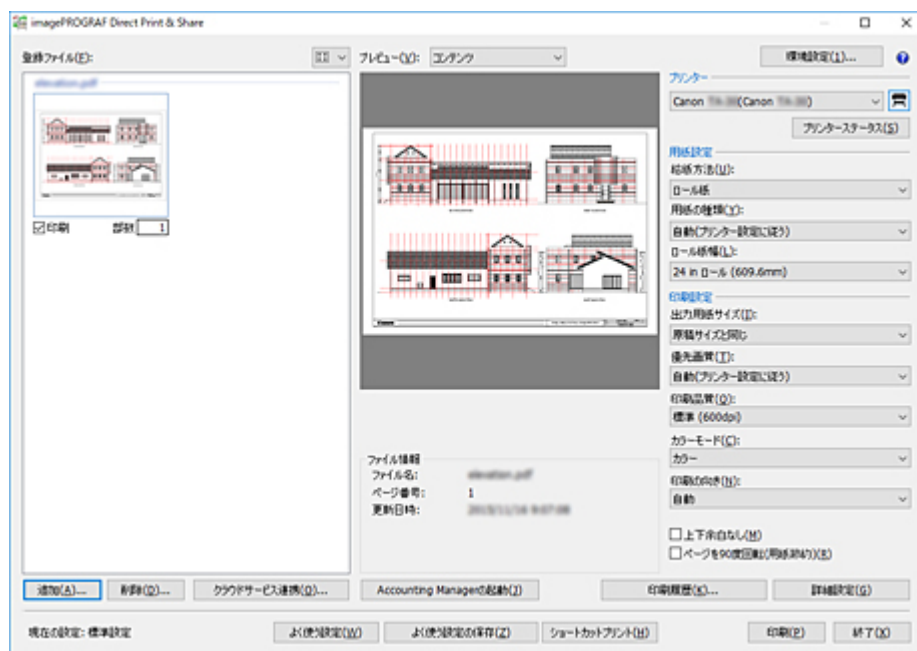 imagePROGRAF Direct Print & Share
登録ファイル(E):
プレビュー(V):
コンテンツ
環境設定(1)...
elevation.pdf
プリンター
Canon
(Canon
)
プリンターステータス(S)
用紙設定
給紙方法(U):
ロール紙
用紙の種類(Y):
自動(プリンター設定に従う)
ロール紙幅(L):
24 in ロール (609.6mm)
☑印刷
部数
1
印刷設定
出力用紙サイズ(I):
原稿サイズと同じ
優先画質(T):
自動(プリンター設定に従う)
印刷品質(Q):
標準 (600dpi)
カラーモード(C):
カラー
印刷の向き(N):
自動
上下余白なし(M)
ページを90度回転(用紙節約)(R)
ファイル情報
ファイル名:
elevation.pdf
ページ番号:
1
更新日時:
2015/11/16 9:07:08
追加(A)...
削除(D)...
クラウドサービス連携(O)...
Accounting Managerの起動(J)
印刷履歴(K)...
詳細設定(G)
現在の設定: 標準設定
よく使う設定(W)
よく使う設定の保存(Z)
ショートカットプリント(H)
印刷(P)
終了(X)